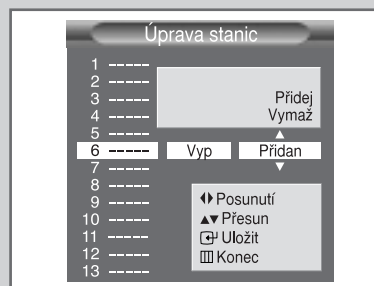 Úprava stanic
1 -----
2 -----
3 -----
4 -----
5 -----
6 ----- Vyp Přidan
7 -----
8 -----
9 -----
10 -----
11 -----
12 -----
13 -----
Přidej
Vymaž
Posunutí
Přesun
Uložit
Konec